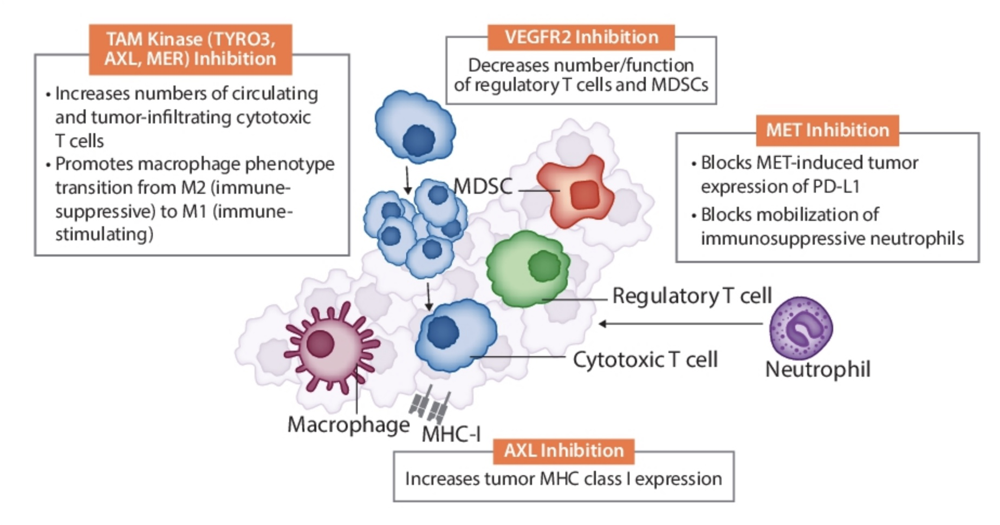 TAM Kinase (TYRO3,
AXL, MER) Inhibition
• Increases numbers of circulating
and tumor-infiltrating cytotoxic
T cells
• Promotes macrophage phenotype
transition from M2 (immune-
suppressive) to M1 (immune-
stimulating)
VEGFR2 Inhibition
Decreases number/function
of regulatory T cells and MDSCs
MET Inhibition
• Blocks MET-induced tumor
expression of PD-L1
• Blocks mobilization of
immunosuppressive neutrophils
MDSC
Regulatory T cell
Cytotoxic T cell
Neutrophil
Macrophage
MHC-I
AXL Inhibition
Increases tumor MHC class I expression